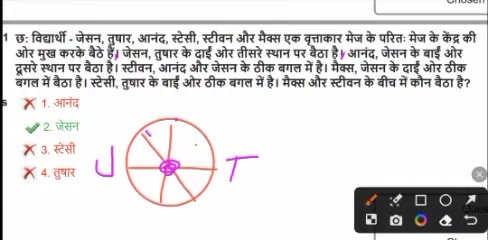 1 छ: विद्यार्थी - जेसन, तुषार, आनंद, स्टेसी, स्टीवन और मैक्स एक वृत्ताकार मेज के परितः मेज के केंद्र की
ओर मुख करके बैठे हैं। जेसन, तुषार के दाईं ओर तीसरे स्थान पर बैठा है। आनंद, जेसन के बाईं ओर
दूसरे स्थान पर बैठा है। स्टीवन, आनंद और जेसन के ठीक बगल में है। मैक्स, जेसन के दाईं ओर ठीक
बगल में बैठा है। स्टेसी, तुषार के बाईं ओर ठीक बगल में है। मैक्स और स्टीवन के बीच में कौन बैठा है?
s
1. आनंद
2. जेसन
3. स्टेसी
4. तुषार
J T